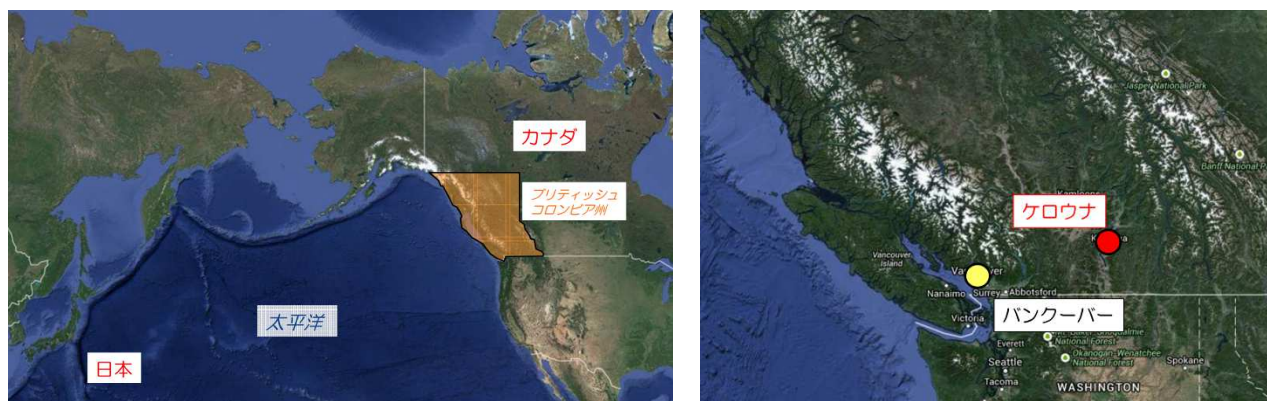 カナダ
ブリティッシュ
コロンビア州
太平洋
日本
Jasper National Park
Banff National P
Kamloops
ケロウナ
Vancouver
Island
Nanaimo
Surrey
Abbotsford
バンクーバー
Victoria
National Forest
Everett
Okanogan-Wenatchee
National Forest
Seattle
Spokane
Tacoma
WASHINGTON